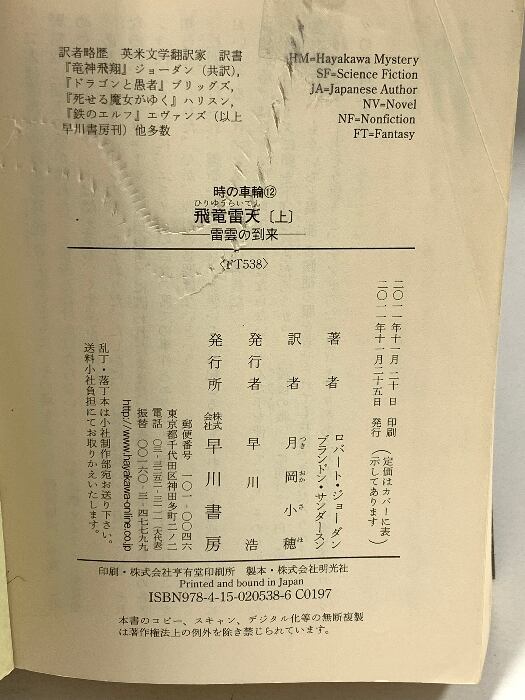 訳者略歴　英米文学翻訳家　訳書
『竜神飛翔』ジョーダン（共訳），
『ドラゴンと愚者』ブリッグズ，
『死せる魔女がゆく』ハリスン，
『鉄のエルフ』エヴァンズ（以上
早川書房刊）他多数
HM=Hayakawa Mystery
SF=Science Fiction
JA=Japanese Author
NV=Novel
NF=Nonfiction
FT=Fantasy
時の車輪⑫
ひりゅうらいてん
飛竜雷天〔上〕
―雷雲の到来―
〈FT538〉
二〇一一年十一月二十日　印刷
二〇一一年十一月二十五日　発行
（定価はカバーに表示してあります）
著者　ロバート・ジョーダン
ブランドン・サンダースン
訳者　月岡小穂
つき おか さ ほ
発行者　早川　浩
発行所　株式会社　早川書房
郵便番号　一〇一-〇〇四六
東京都千代田区神田多町二ノ二
電話　〇三-三二五二-三一一一（大代表）
振替　〇〇一六〇-三-四七七九九
http://www.hayakawa-online.co.jp
乱丁・落丁本は小社制作部宛お送り下さい。
送料小社負担にてお取りかえいたします。
印刷・株式会社亨有堂印刷所　製本・株式会社明光社
Printed and bound in Japan
ISBN978-4-15-020538-6 C0197
本書のコピー、スキャン、デジタル化等の無断複製
は著作権法上の例外を除き禁じられています。